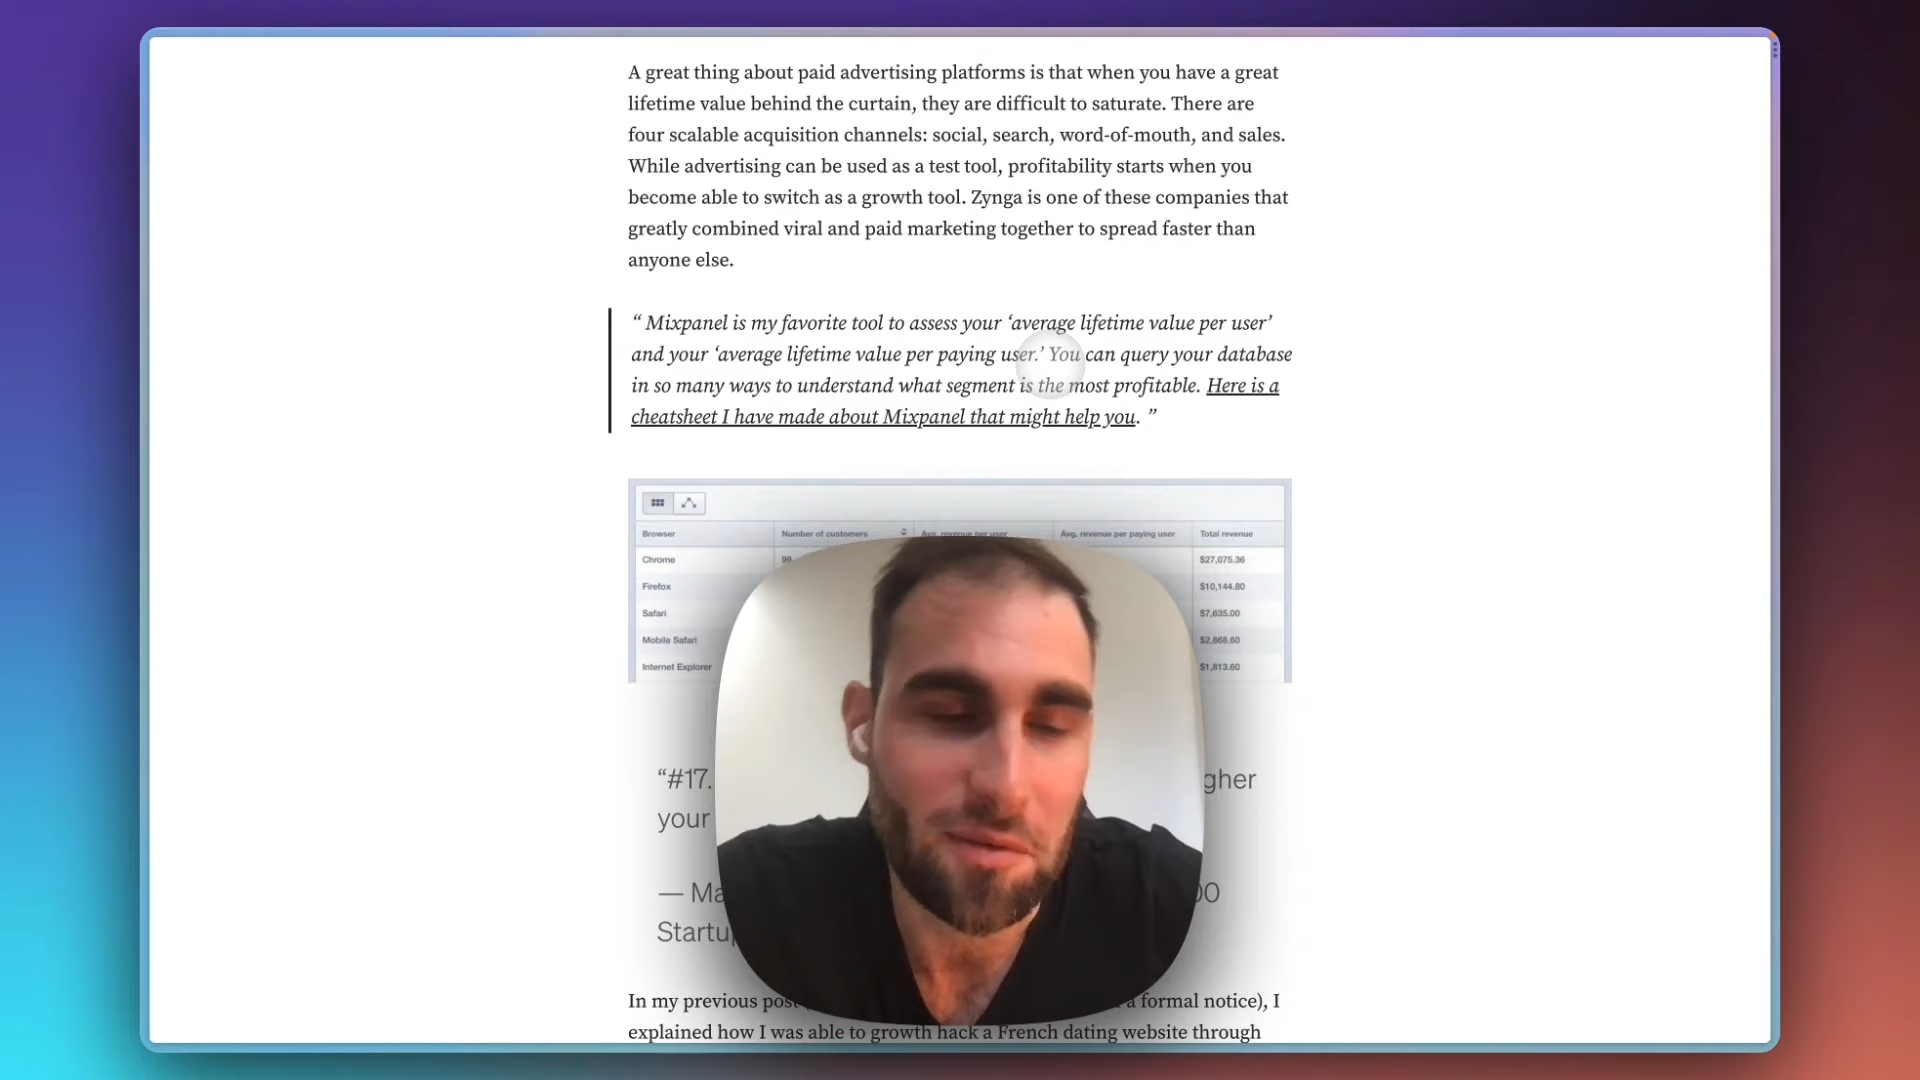 A great thing about paid advertising platforms is that when you have a great
lifetime value behind the curtain, they are difficult to saturate. There are
four scalable acquisition channels: social, search, word-of-mouth, and sales.
While advertising can be used as a test tool, profitability starts when you
become able to switch as a growth tool. Zynga is one of these companies that
greatly combined viral and paid marketing together to spread faster than
anyone else.
“ Mixpanel is my favorite tool to assess your ‘average lifetime value per user’
and your ‘average lifetime value per paying user.’ You can query your database
in so many ways to understand what segment is the most profitable. Here is a
cheatsheet I have made about Mixpanel that might help you. ”
Browser Number of customers Avg. revenue per user Avg. revenue per paying user Total revenue
Chrome 99 $27,075.36
Firefox $10,144.80
Safari $7,635.00
Mobile Safari $2,868.60
Internet Explorer $1,813.60
“#17. gher
your
— Ma 00
Startup
In my previous post a formal notice), I
explained how I was able to growth hack a French dating website through